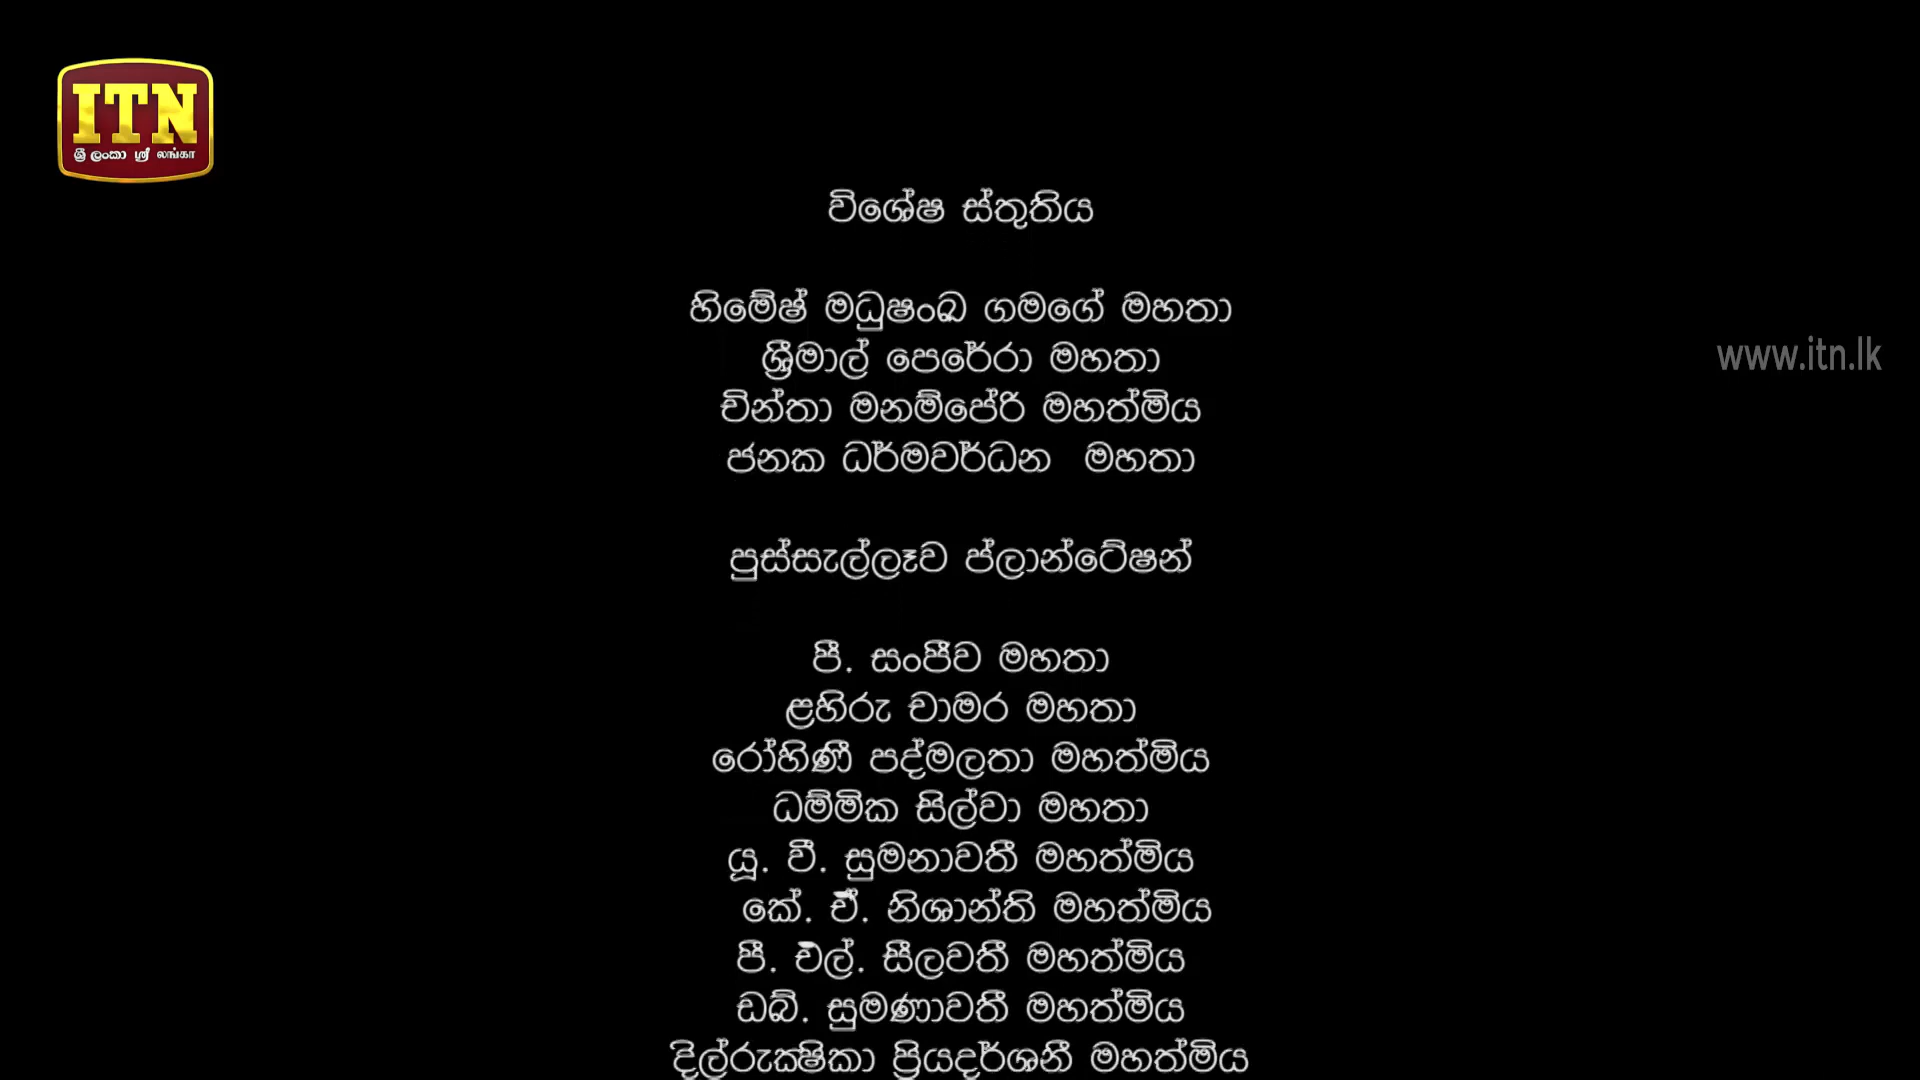 ITN
ශ්‍රී ලංකා ஸ்ரீ லங்கா
විශේෂ ස්තුතිය
www.itn.lk
හිමේෂ් මධුෂංඛ ගමගේ මහතා
ශ්‍රීමාල් පෙරේරා මහතා
චින්තා මනම්පේරි මහත්මිය
ජනක ධර්මවර්ධන මහතා
පුස්සැල්ලෑව ප්ලාන්ටේෂන්
පී. සංජීව මහතා
ළහිරු චාමර මහතා
රෝහිණී පද්මලතා මහත්මිය
ධම්මික සිල්වා මහතා
යූ. වී. සුමනාවතී මහත්මිය
කේ. ඒ. නිශාන්ති මහත්මිය
පී. එල්. සීලවතී මහත්මිය
ඩබ්. සුමණාවතී මහත්මිය
දිල්රුක්ෂිකා ප්‍රියදර්ශනී මහත්මිය